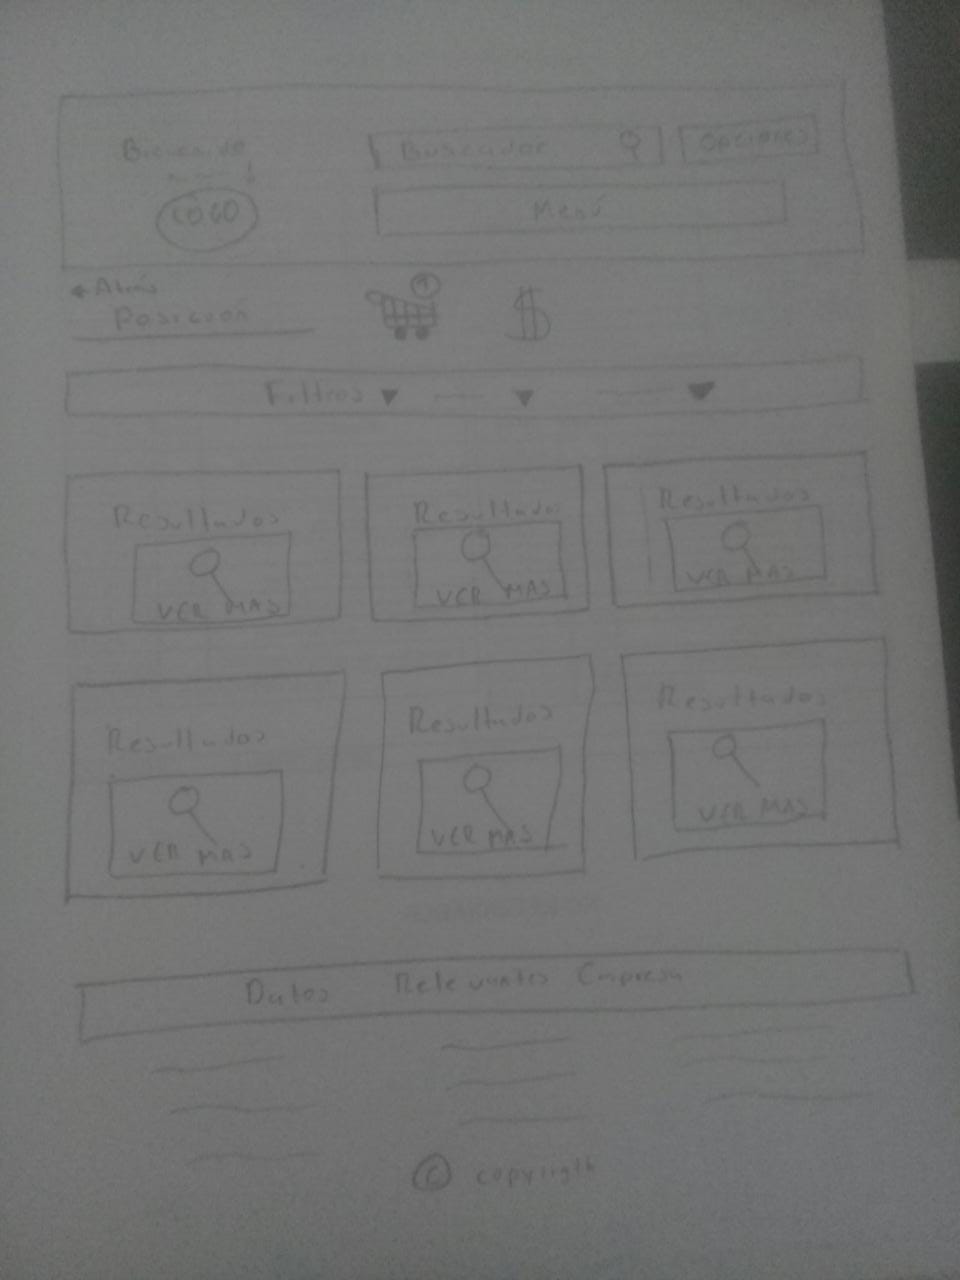 Bienvenido
Buscador
Opciones
LOGO
Menú
Atrás
Posición
$
Filtros
Resultados
Resultados
Resultados
VER MAS
VER MAS
VER MAS
Resultados
Resultados
Resultados
VER MAS
VER MAS
VER MAS
Datos Relevantes Empresa
© copyrigth